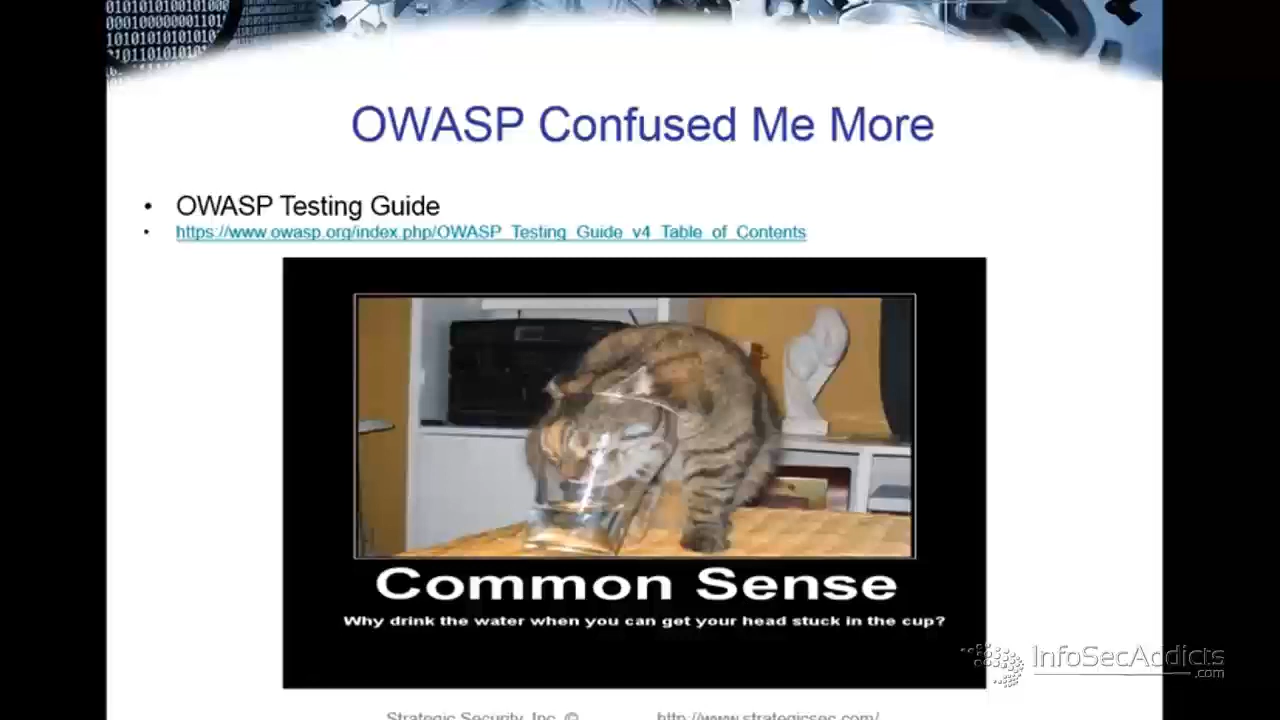 OWASP Confused Me More
• OWASP Testing Guide
• https://www.owasp.org/index.php/OWASP_Testing_Guide_v4_Table_of_Contents
Common Sense
Why drink the water when you can get your head stuck in the cup?
InfoSecAddicts
.com
Strategic Security, Inc. © http://www.strategicsec.com/